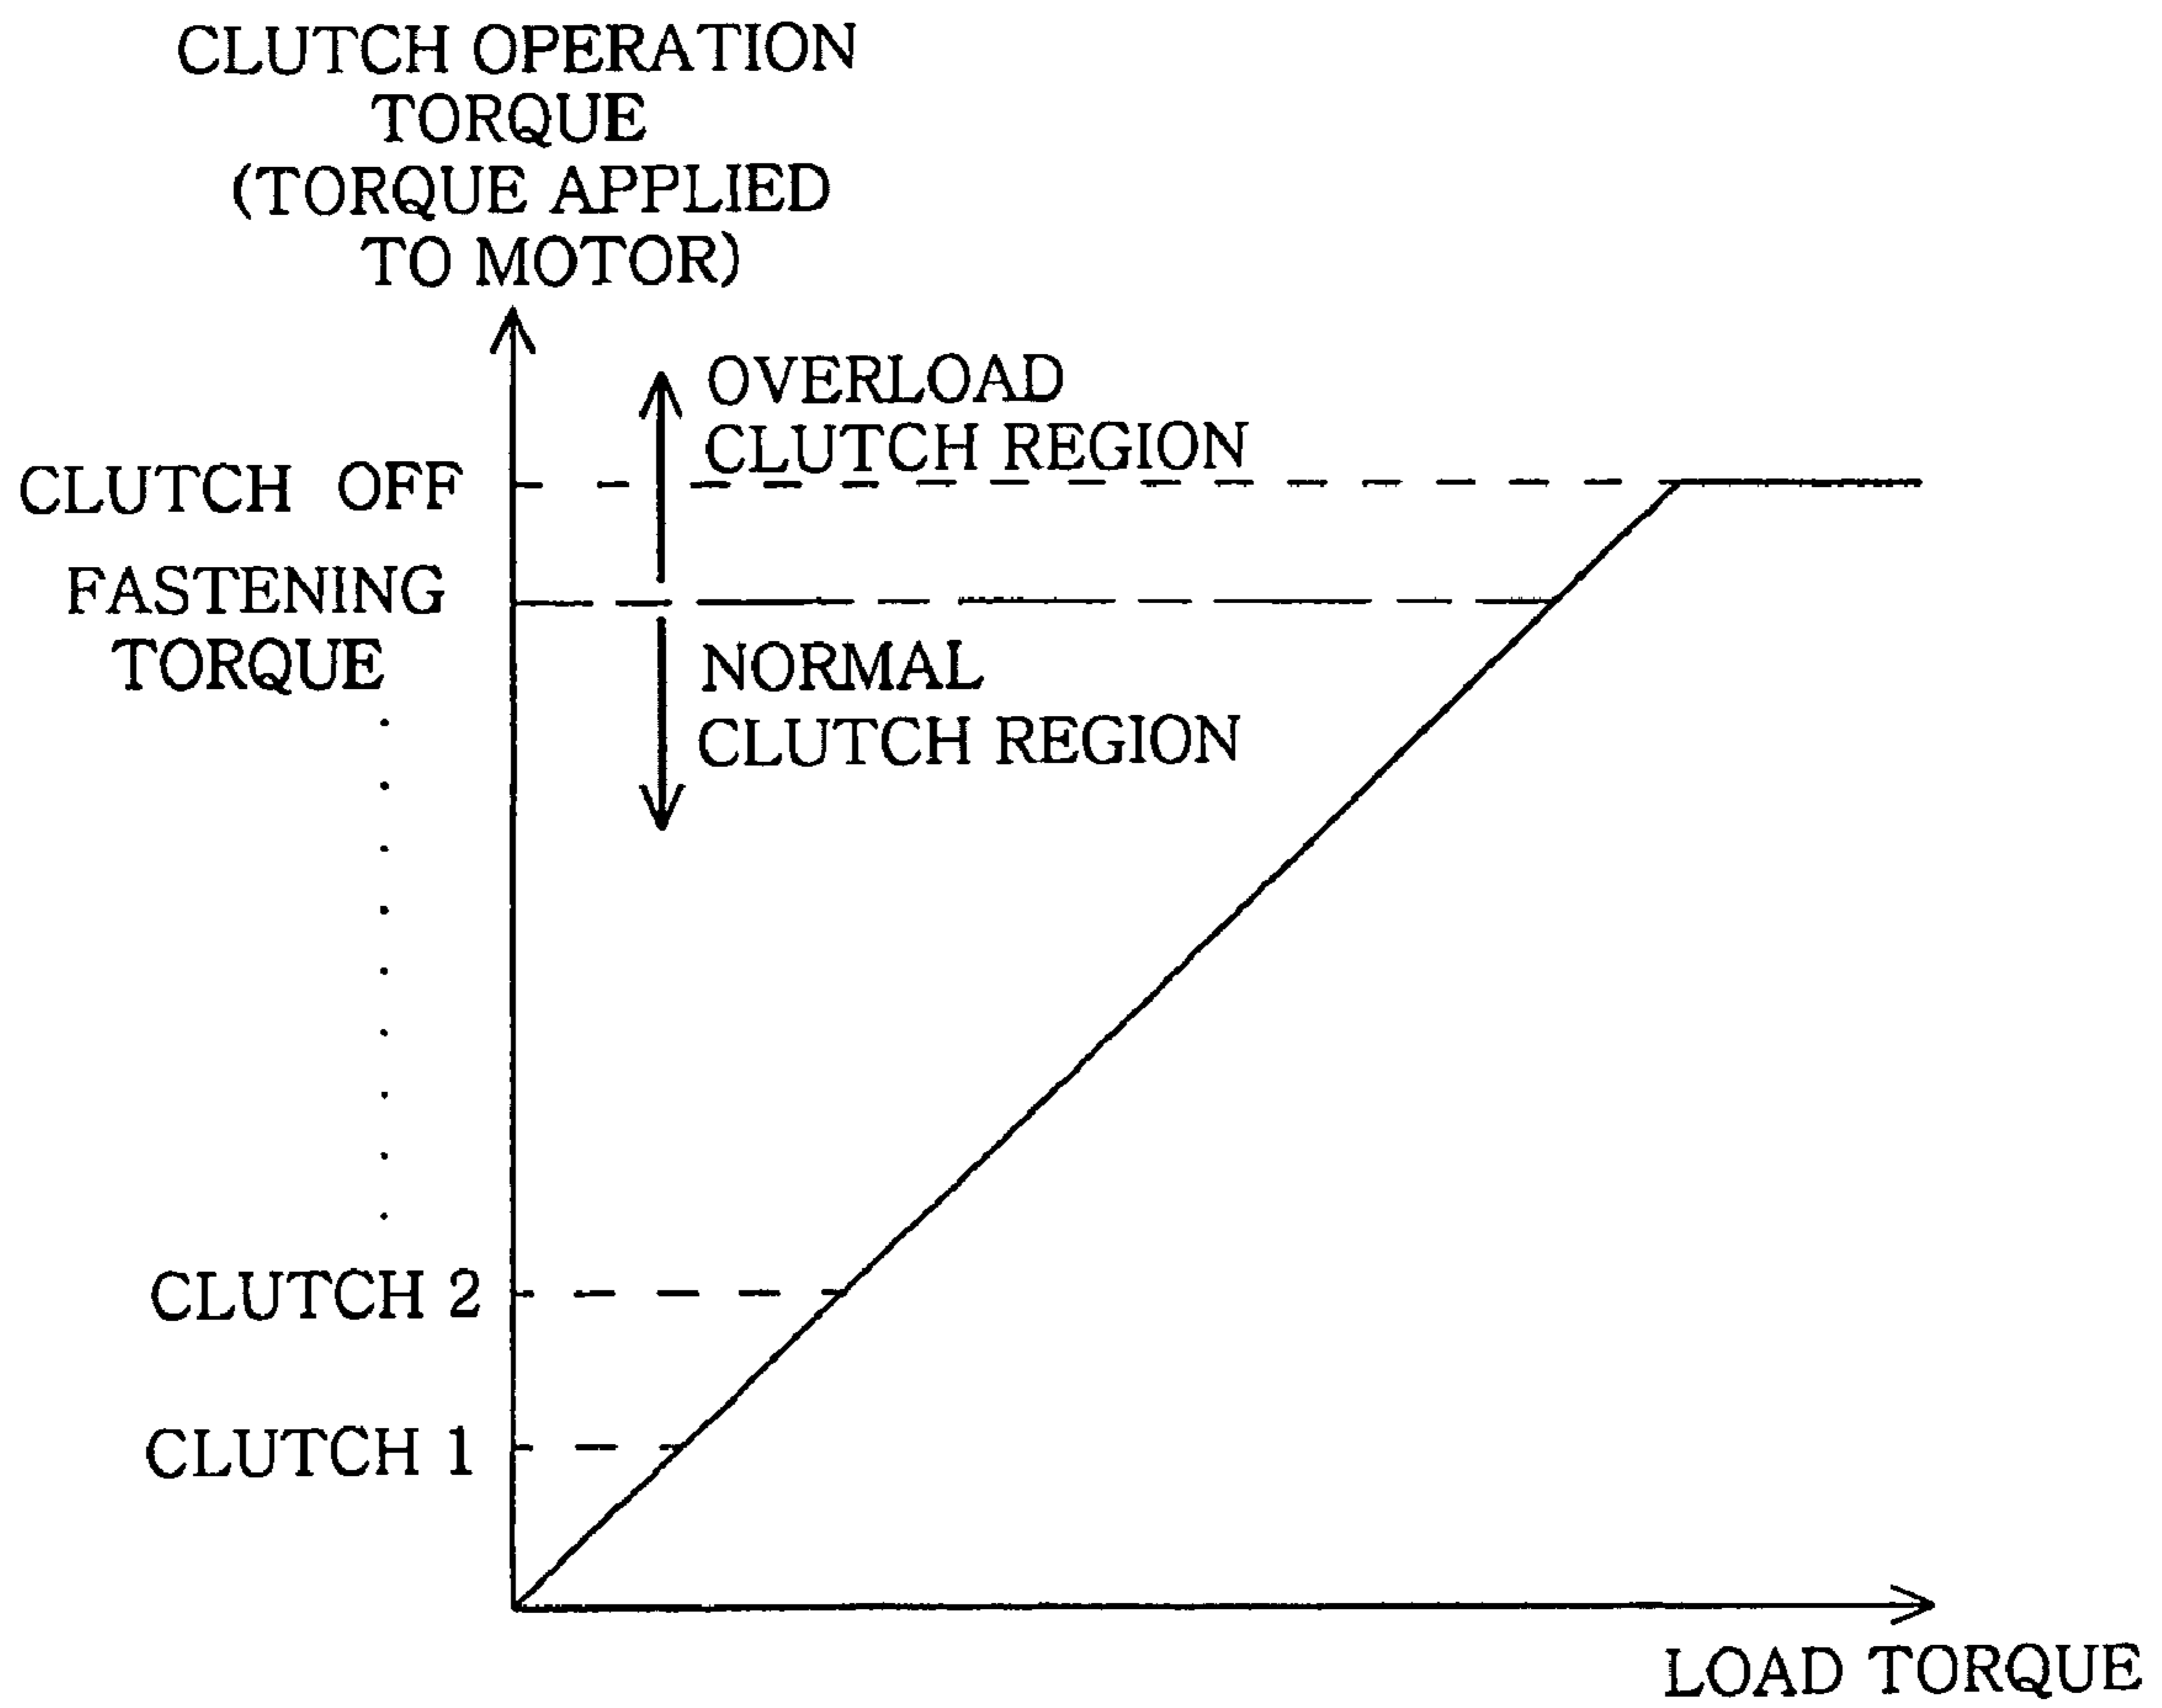 CLUTCH OPERATION
TORQUE
(TORQUE APPLIED
TO MOTOR)
OVERLOAD
CLUTCH REGION
CLUTCH OFF
FASTENING
TORQUE
NORMAL
CLUTCH REGION
CLUTCH 2
CLUTCH 1
LOAD TORQUE